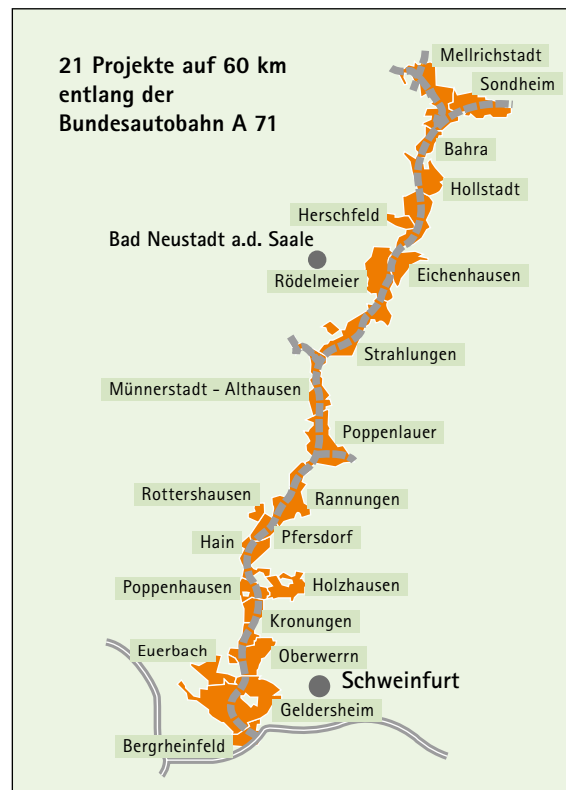 21 Projekte auf 60 km
entlang der
Bundesautobahn A 71
Mellrichstadt
Sondheim
Bahra
Hollstadt
Herschfeld
Bad Neustadt a.d. Saale
Rödelmeier
Eichenhausen
Strahlungen
Münnerstadt - Althausen
Poppenlauer
Rottershausen
Rannungen
Hain
Pfersdorf
Poppenhausen
Holzhausen
Kronungen
Euerbach
Oberwerrn
Schweinfurt
Geldersheim
Bergrheinfeld